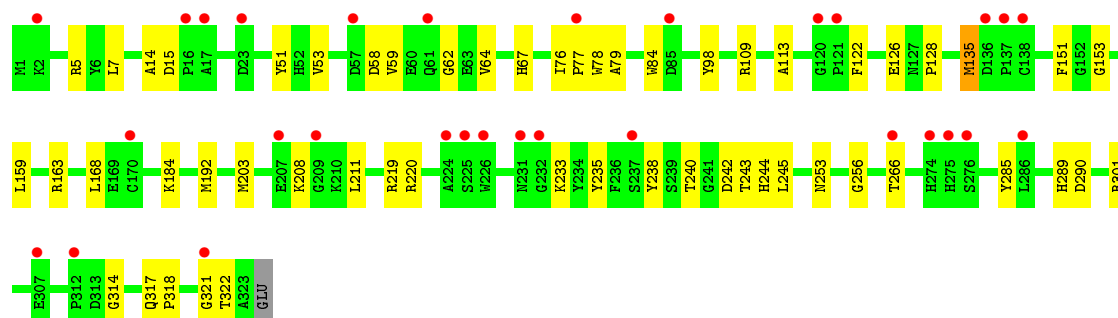 M1 K2 R5 Y6 L7 A14 D15 P16 A17 D23 Y51 H52 V53 D57 D58 V59 E60 Q61 G62 E63 V64 H67 I76 P77 W78 A79 W84 D85 Y98 R109 A113 G120 P121 F122 E126 N127 P128 M135 D136 P137 C138 F151 G152 G153
L159 R163 L168 E169 C170 K184 M192 M203 E207 K208 G209 K210 L211 R219 R220 A224 S225 W226 N231 G232 K233 Y234 Y235 F236 S237 Y238 S239 T240 G241 D242 T243 H244 L245 N253 G256 T266 H274 H275 S276 Y285 L286 H289 D290 R301
E307 P312 D313 G314 Q317 P318 G321 T322 A323 GLU